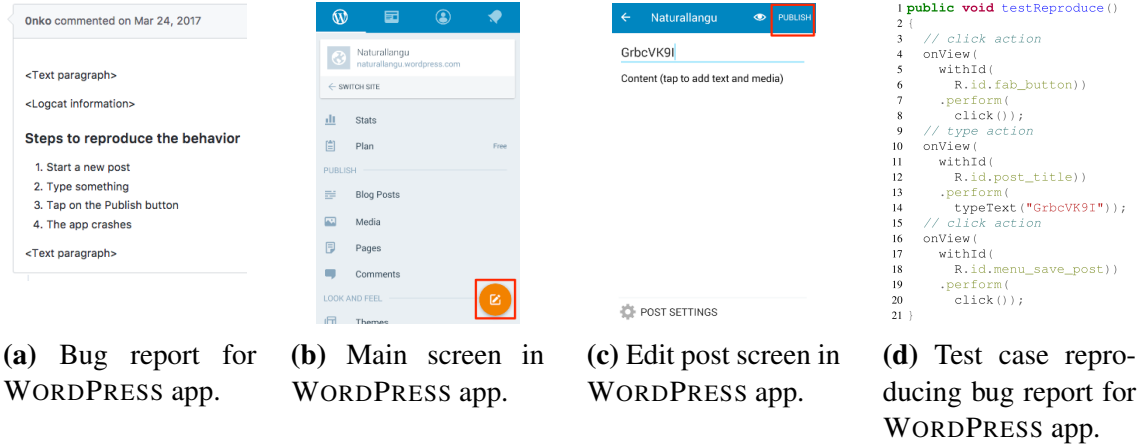 0nko commented on Mar 24, 2017
<Text paragraph>
<Logcat information>
Steps to reproduce the behavior
1. Start a new post
2. Type something
3. Tap on the Publish button
4. The app crashes
<Text paragraph>
Naturallangu
naturallangu.wordpress.com
← SWITCH SITE
Stats
Plan Free
PUBLISH
Blog Posts
Media
Pages
Comments
LOOK AND FEEL
Themes
← Naturallangu PUBLISH
GrbcVK9I
Content (tap to add text and media)
POST SETTINGS
1 public void testReproduce()
2 {
3 // click action
4 onView(
5 withId(
6 R.id.fab_button))
7 .perform(
8 click());
9 // type action
10 onView(
11 withId(
12 R.id.post_title))
13 .perform(
14 typeText("GrbcVK9I"));
15 // click action
16 onView(
17 withId(
18 R.id.menu_save_post))
19 .perform(
20 click());
21 }
(a) Bug report for
WORDPRESS app.
(b) Main screen in
WORDPRESS app.
(c) Edit post screen in
WORDPRESS app.
(d) Test case repro-
ducing bug report for
WORDPRESS app.